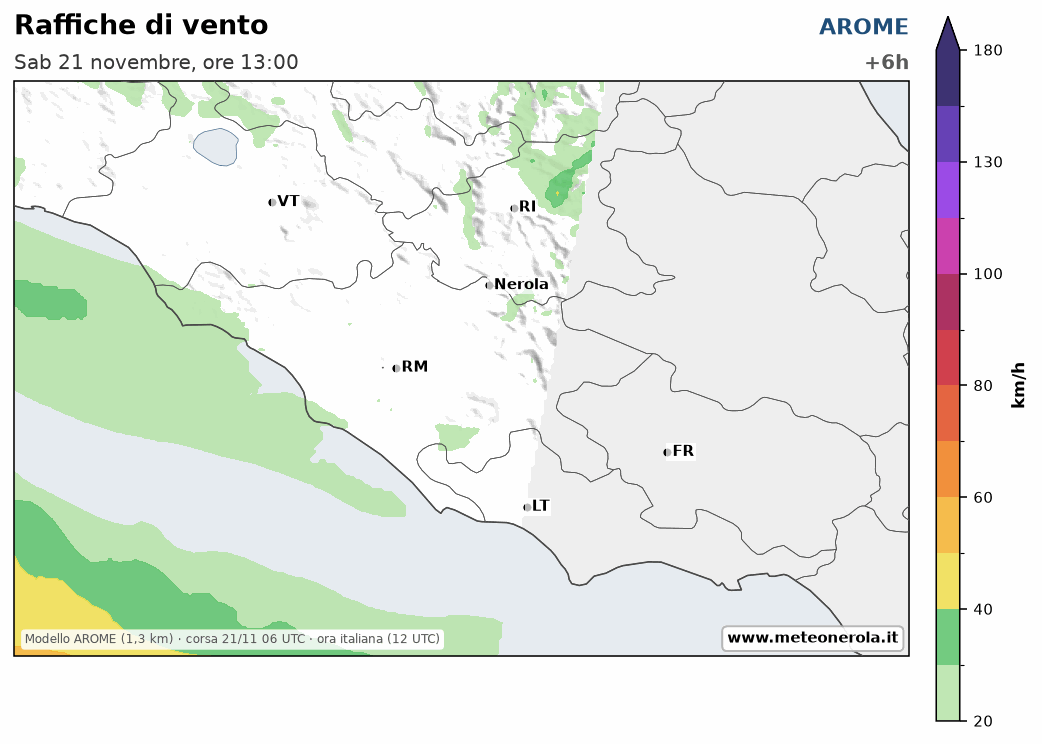 Raffiche di vento
AROME
Sab 21 novembre, ore 13:00
+6h
180
130
100
80
60
40
20
km/h
VT
RI
Nerola
RM
FR
LT
Modello AROME (1,3 km) · corsa 21/11 06 UTC · ora italiana (12 UTC)
www.meteonerola.it